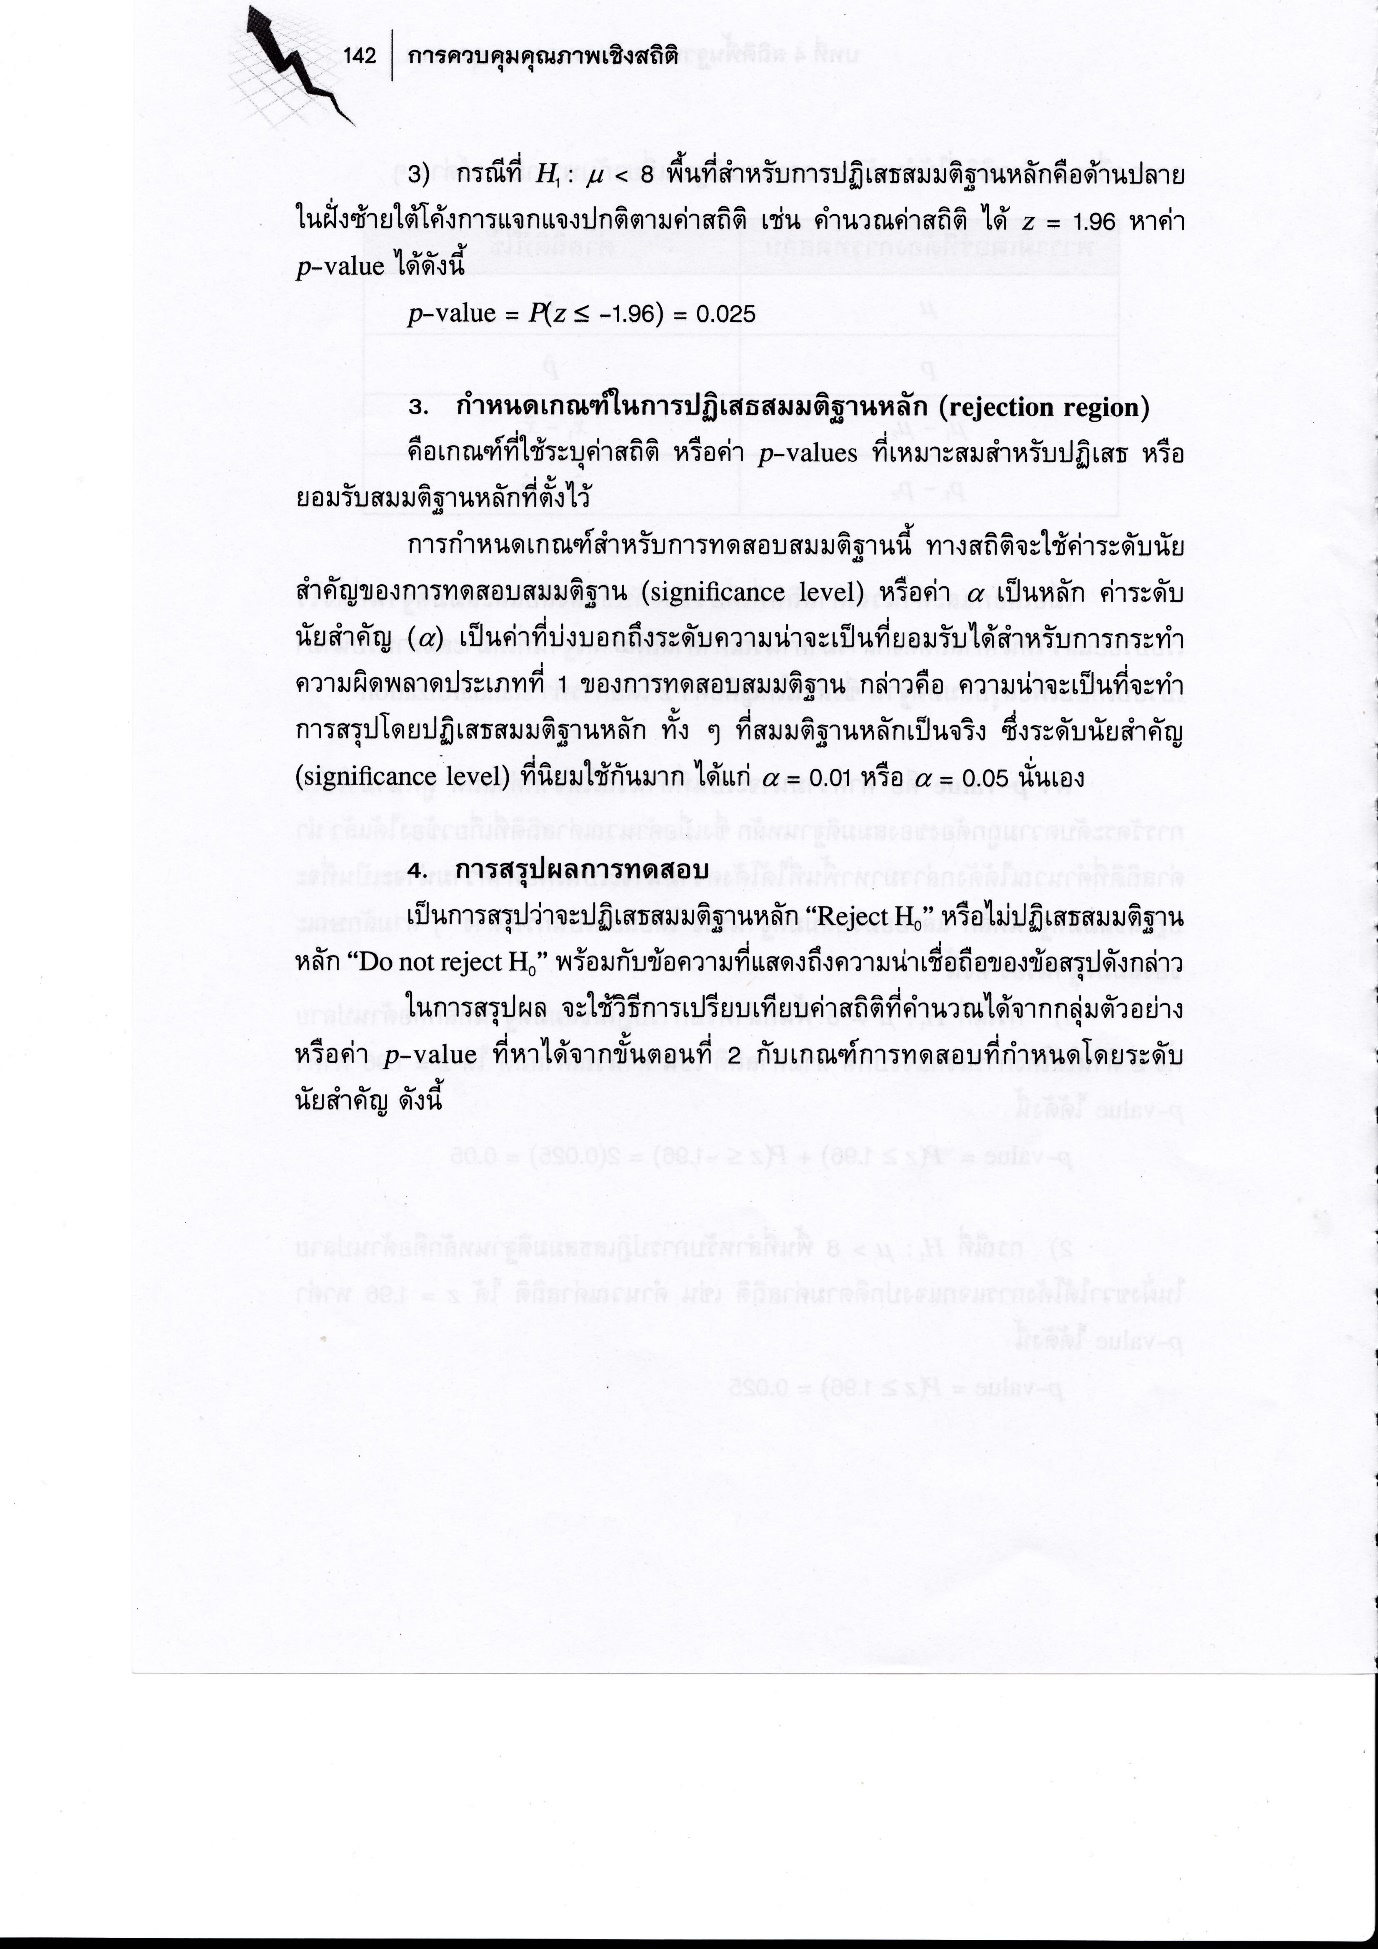 142 การควบคุมคุณภาพเชิงสถิติ
3) กรณีที่ H₁ : μ < 8 พื้นที่สำหรับการปฏิเสธสมมติฐานหลักคือด้านปลาย
ในฝั่งซ้ายใต้โค้งการแจกแจงปกติตามค่าสถิติ เช่น คำนวณค่าสถิติ ได้ z = 1.96 หาค่า
p-value ได้ดังนี้
p-value = P(z ≤ -1.96) = 0.025
3. กำหนดเกณฑ์ในการปฏิเสธสมมติฐานหลัก (rejection region)
คือเกณฑ์ที่ใช้ระบุค่าสถิติ หรือค่า p-values ที่เหมาะสมสำหรับปฏิเสธ หรือ
ยอมรับสมมติฐานหลักที่ตั้งไว้
การกำหนดเกณฑ์สำหรับการทดสอบสมมติฐานนี้ ทางสถิติจะใช้ค่าระดับนัย
สำคัญของการทดสอบสมมติฐาน (significance level) หรือค่า α เป็นหลัก ค่าระดับ
นัยสำคัญ (α) เป็นค่าที่บ่งบอกถึงระดับความน่าจะเป็นที่ยอมรับได้สำหรับการกระทำ
ความผิดพลาดประเภทที่ 1 ของการทดสอบสมมติฐาน กล่าวคือ ความน่าจะเป็นที่จะทำ
การสรุปโดยปฏิเสธสมมติฐานหลัก ทั้ง ๆ ที่สมมติฐานหลักเป็นจริง ซึ่งระดับนัยสำคัญ
(significance level) ที่นิยมใช้กันมาก ได้แก่ α = 0.01 หรือ α = 0.05 นั่นเอง
4. การสรุปผลการทดสอบ
เป็นการสรุปว่าจะปฏิเสธสมมติฐานหลัก “Reject H₀” หรือไม่ปฏิเสธสมมติฐาน
หลัก “Do not reject H₀” พร้อมกับข้อความที่แสดงถึงความน่าเชื่อถือของข้อสรุปดังกล่าว
ในการสรุปผล จะใช้วิธีการเปรียบเทียบค่าสถิติที่คำนวณได้จากกลุ่มตัวอย่าง
หรือค่า p-value ที่หาได้จากขั้นตอนที่ 2 กับเกณฑ์การทดสอบที่กำหนดโดยระดับ
นัยสำคัญ ดังนี้